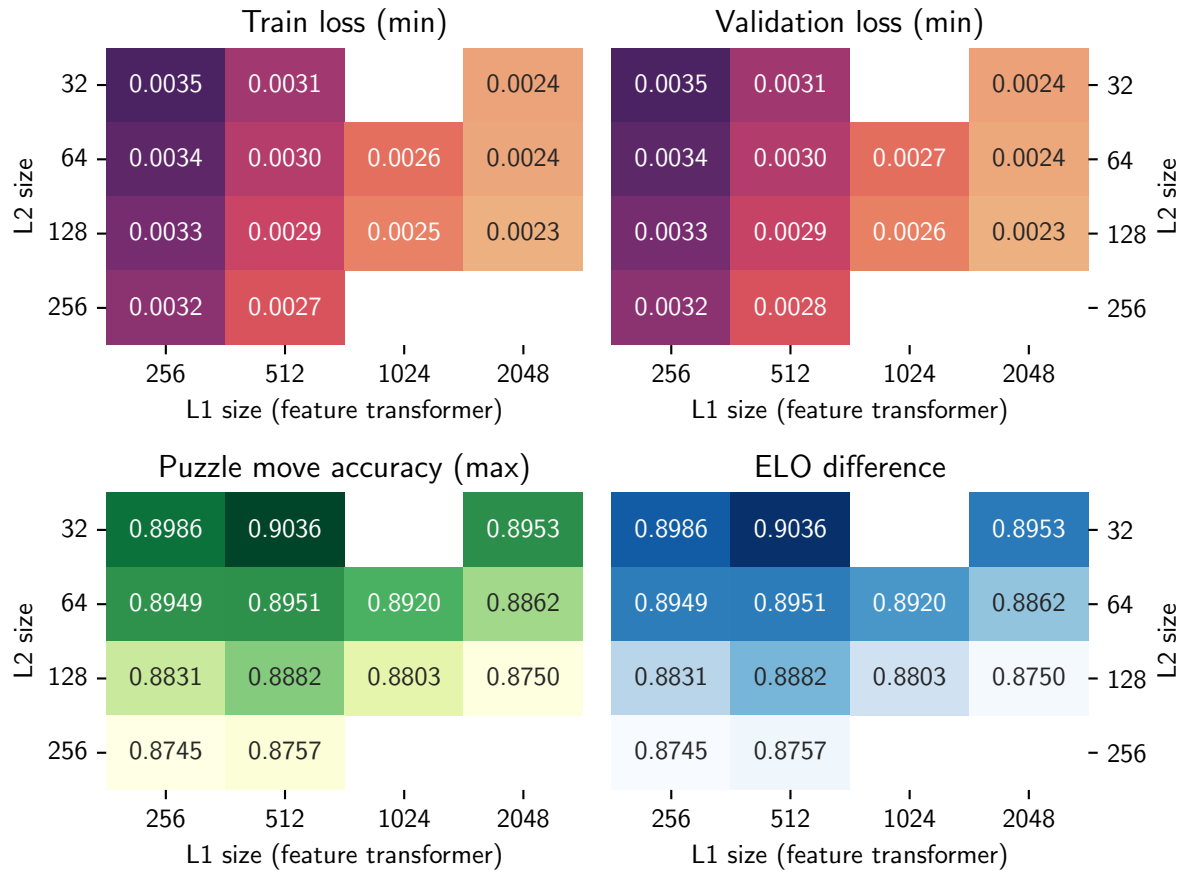 Train loss (min)
Validation loss (min)
32 0.0035 0.0031 0.0024
0.0035 0.0031 0.0024 32
64 0.0034 0.0030 0.0026 0.0024
0.0034 0.0030 0.0027 0.0024 64
128 0.0033 0.0029 0.0025 0.0023
0.0033 0.0029 0.0026 0.0023 128
256 0.0032 0.0027
0.0032 0.0028 256
L2 size
L2 size
256 512 1024 2048
256 512 1024 2048
L1 size (feature transformer)
L1 size (feature transformer)
Puzzle move accuracy (max)
ELO difference
32 0.8986 0.9036 0.8953
0.8986 0.9036 0.8953 32
64 0.8949 0.8951 0.8920 0.8862
0.8949 0.8951 0.8920 0.8862 64
128 0.8831 0.8882 0.8803 0.8750
0.8831 0.8882 0.8803 0.8750 128
256 0.8745 0.8757
0.8745 0.8757 256
L2 size
L2 size
256 512 1024 2048
256 512 1024 2048
L1 size (feature transformer)
L1 size (feature transformer)